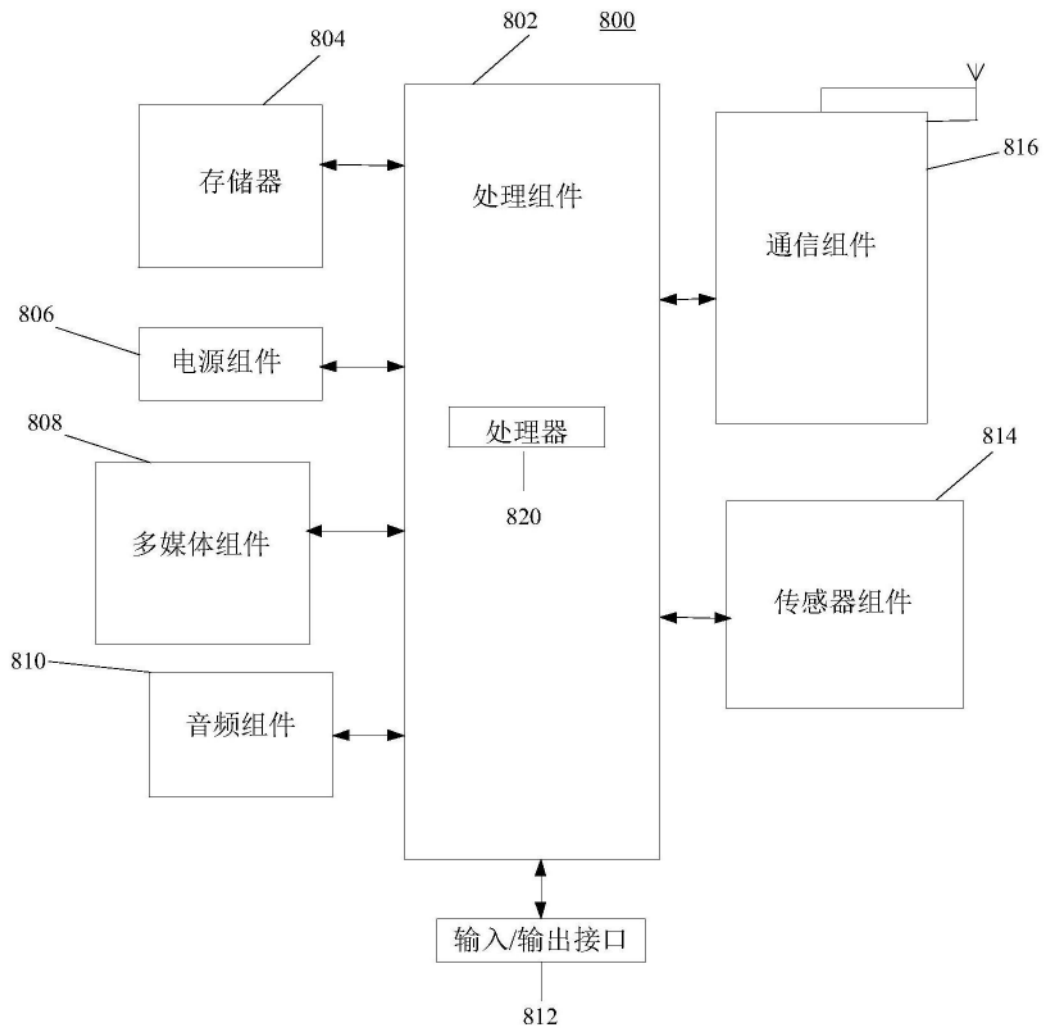 802
800
804
816
存储器
处理组件
通信组件
806
电源组件
808
处理器
814
820
多媒体组件
传感器组件
810
音频组件
输入/输出接口
812